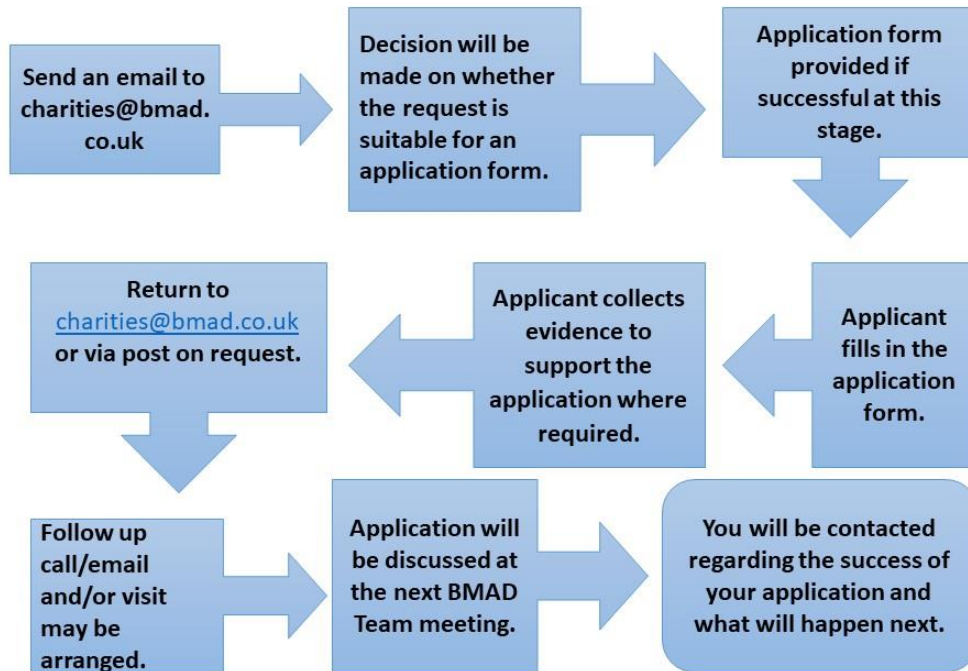 Send an email to
charities@bmad.
co.uk
Decision will be
made on whether
the request is
suitable for an
application form.
Application form
provided if
successful at this
stage.
Applicant
fills in the
application
form.
Applicant collects
evidence to
support the
application where
required.
Return to
charities@bmad.co.uk
or via post on request.
Follow up
call/email
and/or visit
may be
arranged.
Application will
be discussed at
the next BMAD
Team meeting.
You will be contacted
regarding the success of
your application and
what will happen next.